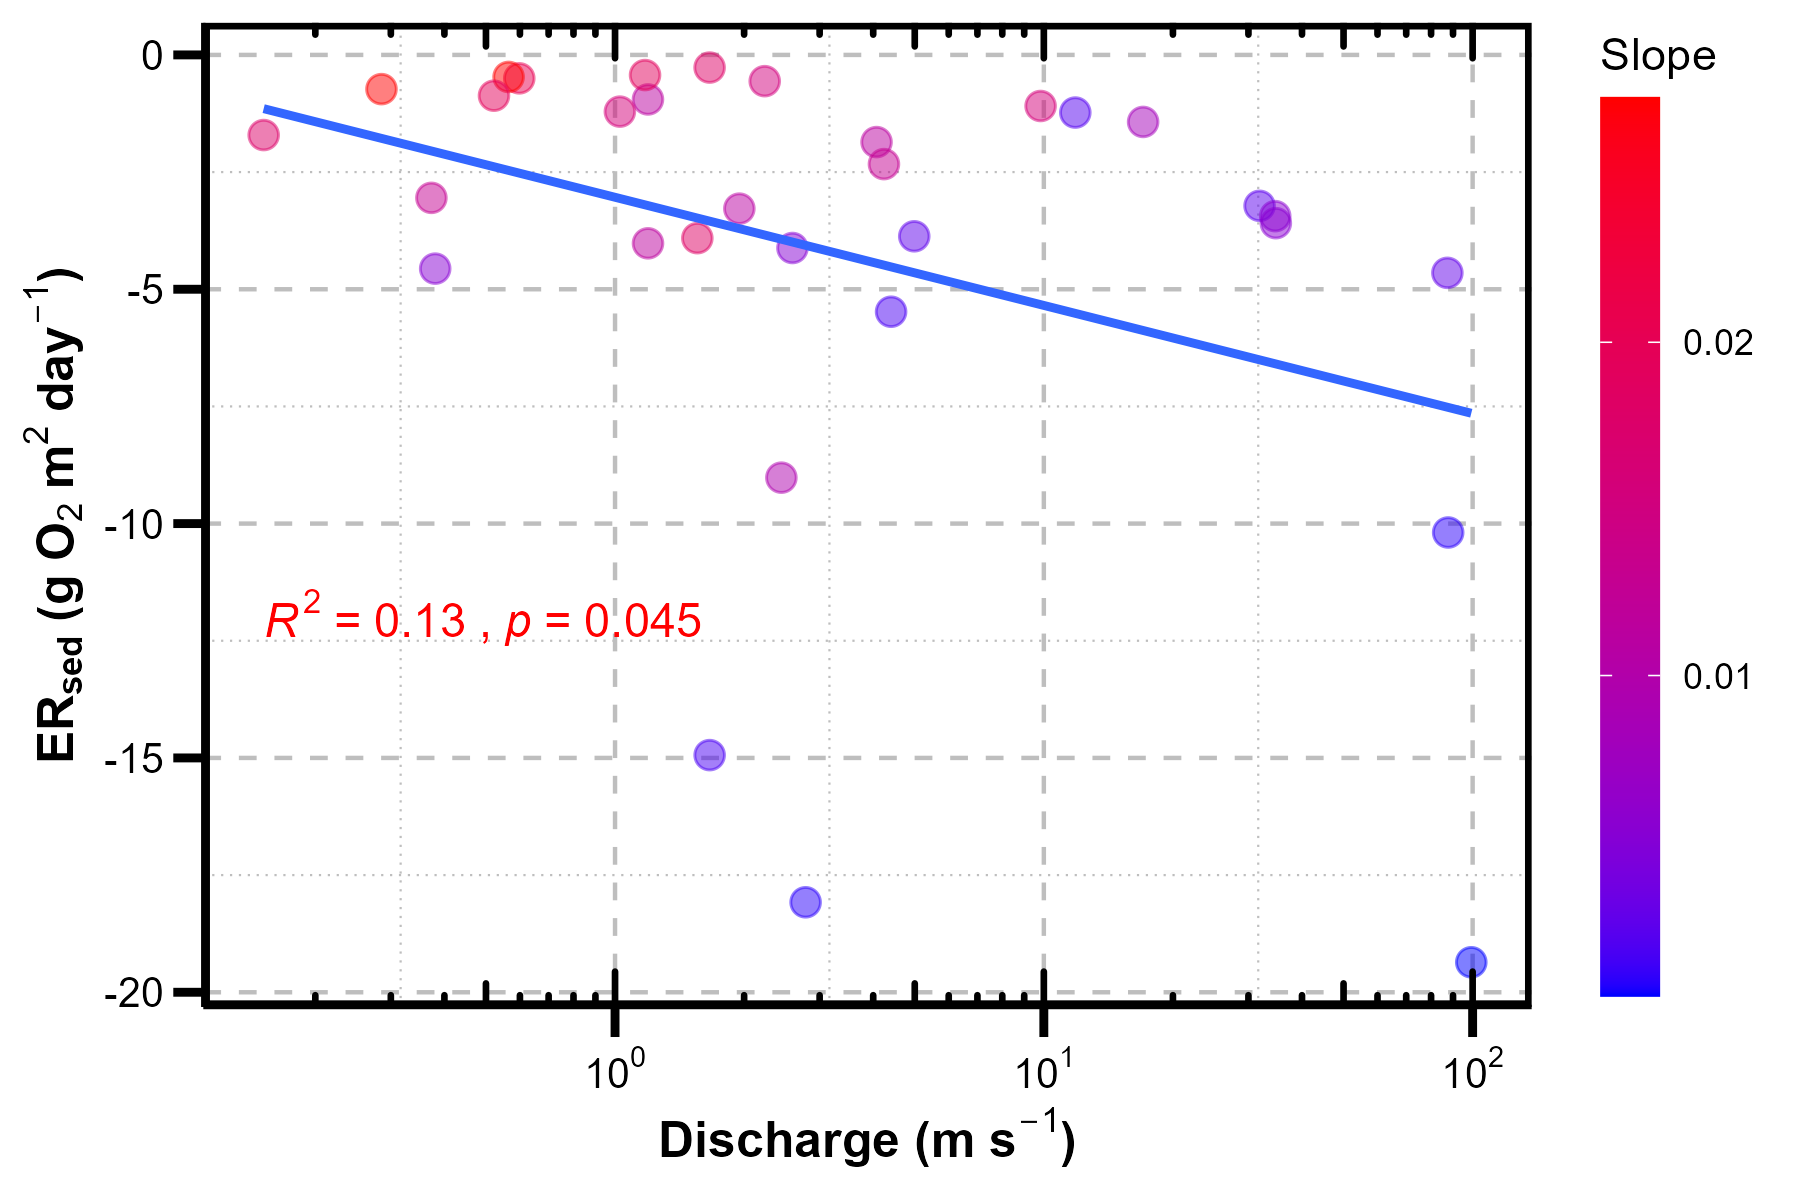 Slope
0.02
0.01
0
-5
-10
-15
-20
ER_sed (g O₂ m² day⁻¹)
R² = 0.13 , p = 0.045
10⁰
10¹
10²
Discharge (m s⁻¹)